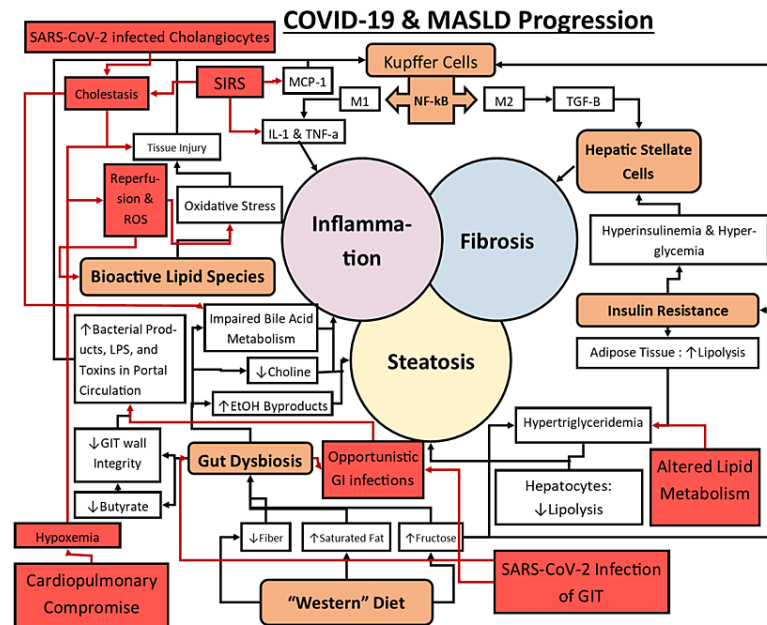 COVID-19 & MASLD Progression
SARS-CoV-2 infected Cholangiocytes
Kupffer Cells
Cholestasis
SIRS
MCP-1
M1
NF-kB
M2
TGF-B
IL-1 & TNF-a
Tissue Injury
Hepatic Stellate
Cells
Reperfu-
sion &
ROS
Oxidative Stress
Inflamma-
tion
Fibrosis
Hyperinsulinemia & Hyper-
glycemia
Bioactive Lipid Species
Insulin Resistance
↑Bacterial Prod-
ucts, LPS, and
Toxins in Portal
Circulation
Impaired Bile Acid
Metabolism
Steatosis
Adipose Tissue : ↑Lipolysis
↓Choline
↑EtOH Byproducts
Hypertriglyceridemia
↓GIT wall
Integrity
Gut Dysbiosis
Opportunistic
GI infections
Altered Lipid
Metabolism
Hepatocytes:
↓Lipolysis
↓Butyrate
Hypoxemia
↓Fiber
↑Saturated Fat
↑Fructose
Cardiopulmonary
Compromise
SARS-CoV-2 Infection
of GIT
“Western” Diet